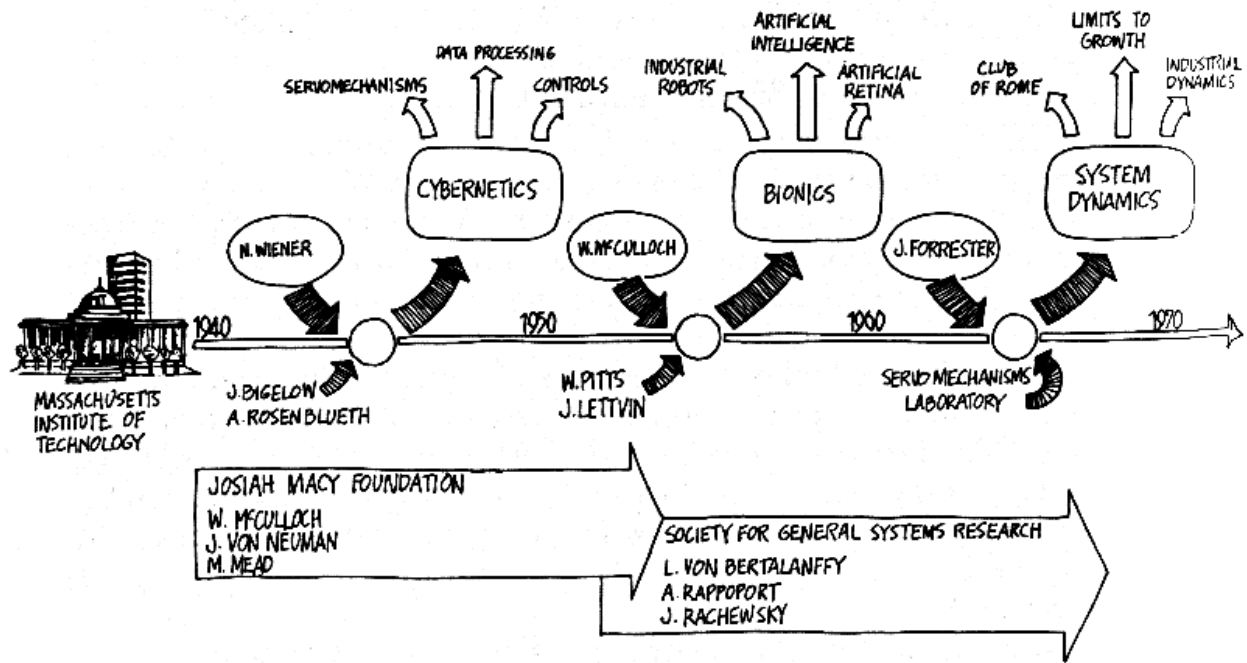 SERVOMECHANISMS
DATA PROCESSING
CONTROLS
CYBERNETICS
INDUSTRIAL
ROBOTS
ARTIFICIAL
INTELLIGENCE
ARTIFICIAL
RETINA
BIONICS
CLUB
OF ROME
LIMITS TO
GROWTH
INDUSTRIAL
DYNAMICS
SYSTEM
DYNAMICS
N. WIENER
W. McCULLOCH
J. FORRESTER
1940
1950
1960
1970
MASSACHUSETTS
INSTITUTE OF
TECHNOLOGY
J. BIGELOW
A. ROSENBLUETH
W. PITTS
J. LETTVIN
SERVO MECHANISMS
LABORATORY
JOSIAH MACY FOUNDATION
W. McCULLOCH
J. VON NEUMAN
M. MEAD
SOCIETY FOR GENERAL SYSTEMS RESEARCH
L. VON BERTALANFFY
A. RAPPOPORT
J. RACHEWSKY